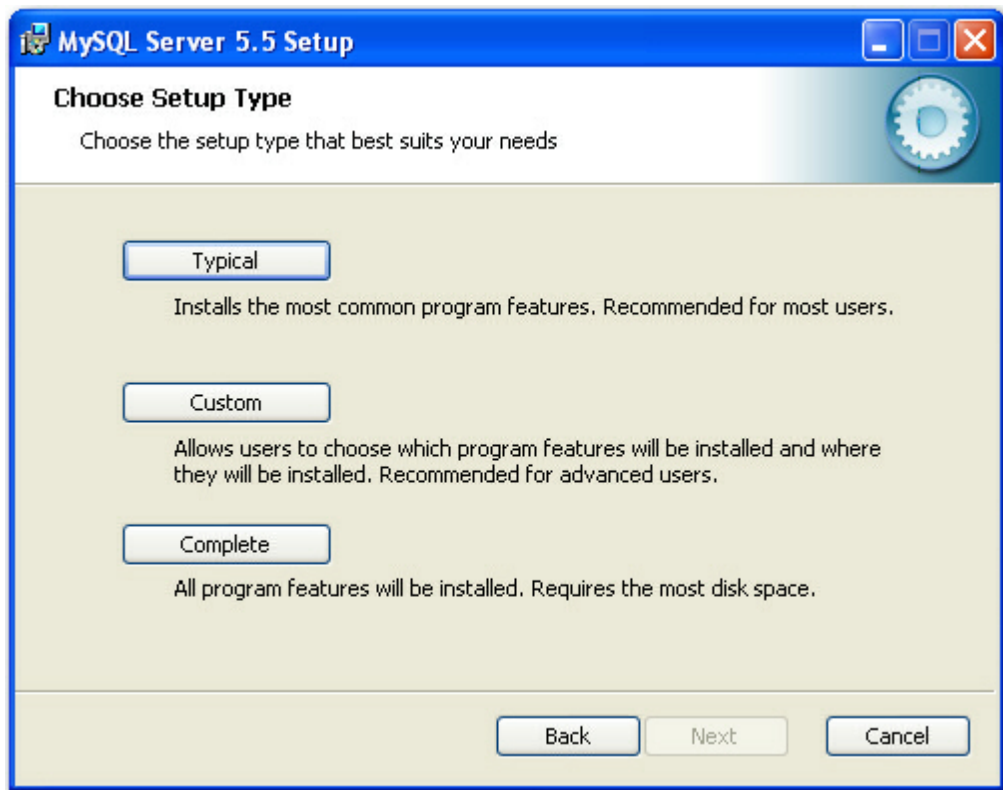 MySQL Server 5.5 Setup
Choose Setup Type
Choose the setup type that best suits your needs
Typical
Installs the most common program features. Recommended for most users.
Custom
Allows users to choose which program features will be installed and where
they will be installed. Recommended for advanced users.
Complete
All program features will be installed. Requires the most disk space.
Back Next Cancel